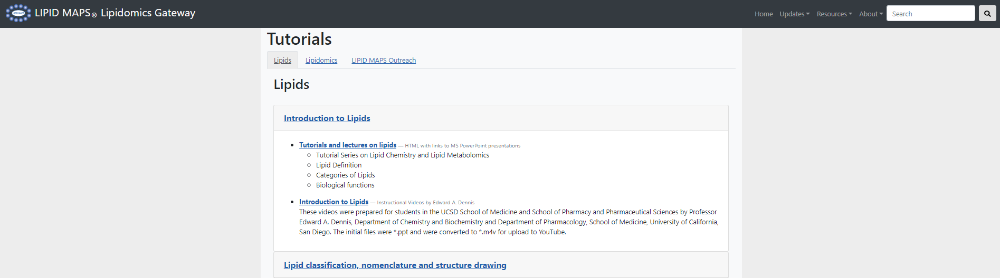 LIPID MAPS
LIPID MAPS® Lipidomics Gateway
Home Updates Resources About Search
Tutorials
Lipids Lipidomics LIPID MAPS Outreach
Lipids
Introduction to Lipids
Tutorials and lectures on lipids — HTML with links to MS PowerPoint presentations
Tutorial Series on Lipid Chemistry and Lipid Metabolomics
Lipid Definition
Categories of Lipids
Biological functions
Introduction to Lipids — Instructional Videos by Edward A. Dennis
These videos were prepared for students in the UCSD School of Medicine and School of Pharmacy and Pharmaceutical Sciences by Professor
Edward A. Dennis, Department of Chemistry and Biochemistry and Department of Pharmacology, School of Medicine, University of California,
San Diego. The initial files were *.ppt and were converted to *.m4v for upload to YouTube.
Lipid classification, nomenclature and structure drawing